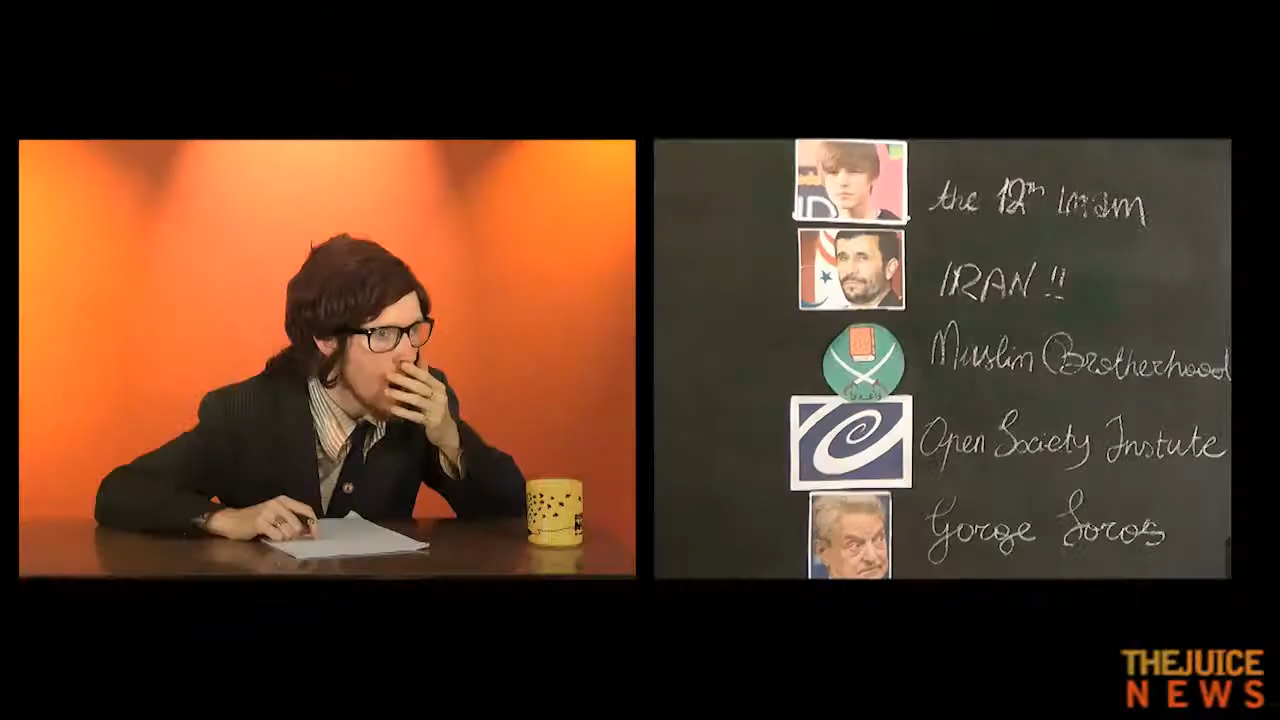 the 12th Imam
IRAN !!
Muslim Brotherhood
Open Society Instute
Gorge Soros
THEJUICE
NEWS